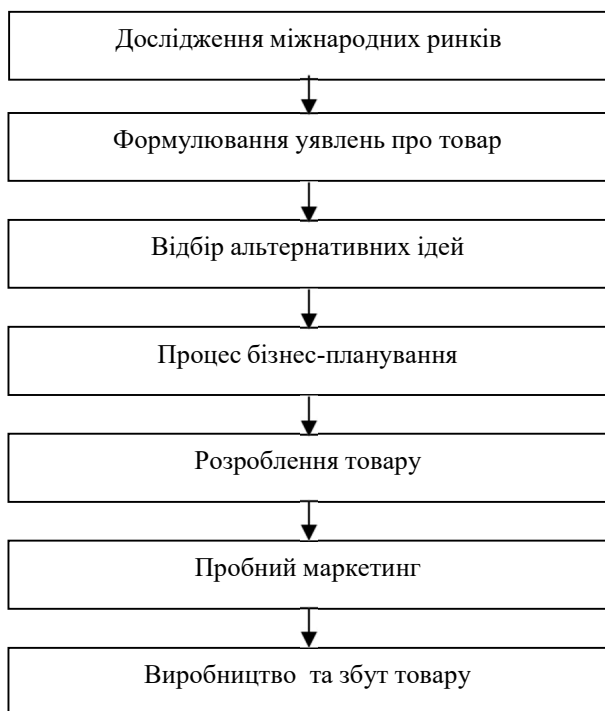 Дослідження міжнародних ринків
Формулювання уявлень про товар
Відбір альтернативних ідей
Процес бізнес-планування
Розроблення товару
Пробний маркетинг
Виробництво та збут товару